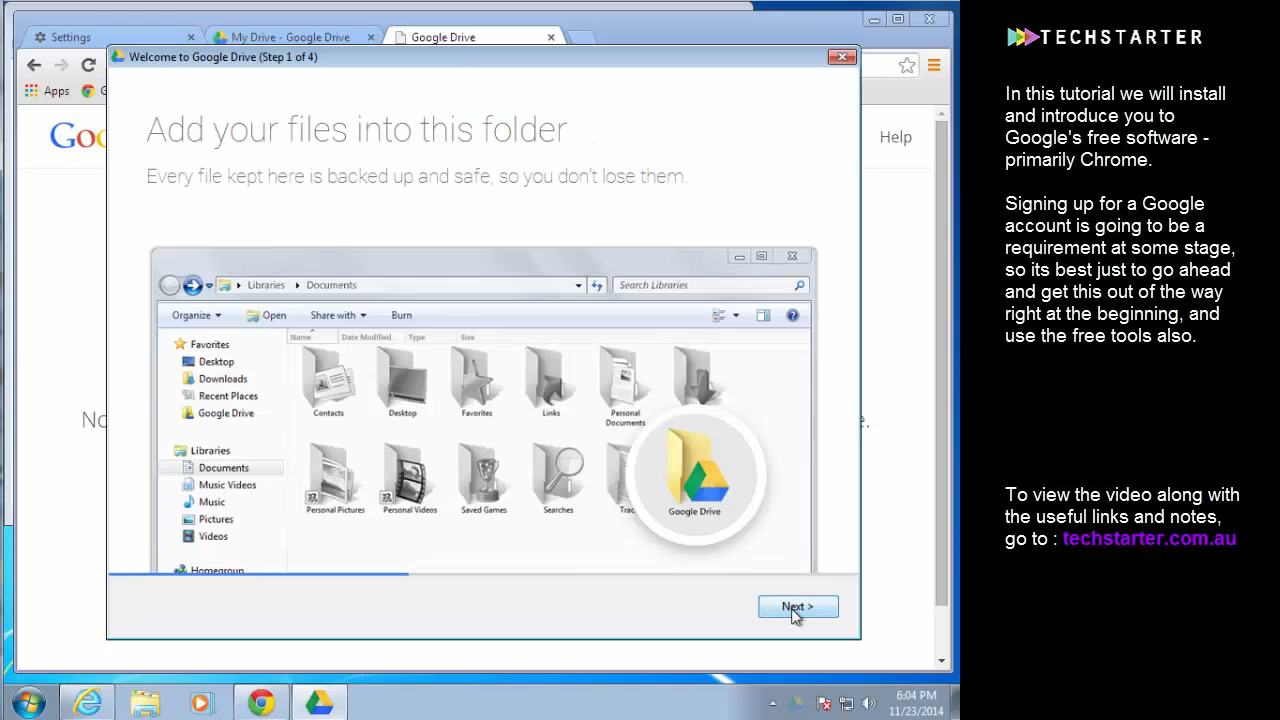 Settings
My Drive - Google Drive
Google Drive
TECHSTARTER
Welcome to Google Drive (Step 1 of 4)
Apps
Help
Add your files into this folder
Every file kept here is backed up and safe, so you don't lose them.
Libraries
Documents
Search Libraries
Organize
Open
Share with
Burn
Name
Date Modified
Type
Size
Favorites
Desktop
Downloads
Recent Places
Google Drive
Libraries
Documents
Music Videos
Music
Pictures
Videos
Homegroup
Contacts
Desktop
Favorites
Links
Personal
Documents
Personal Pictures
Personal Videos
Saved Games
Searches
Google Drive
Next >
6:04 PM
11/23/2014
In this tutorial we will install
and introduce you to
Google's free software -
primarily Chrome.
Signing up for a Google
account is going to be a
requirement at some stage,
so its best just to go ahead
and get this out of the way
right at the beginning, and
use the free tools also.
To view the video along with
the useful links and notes,
go to : techstarter.com.au